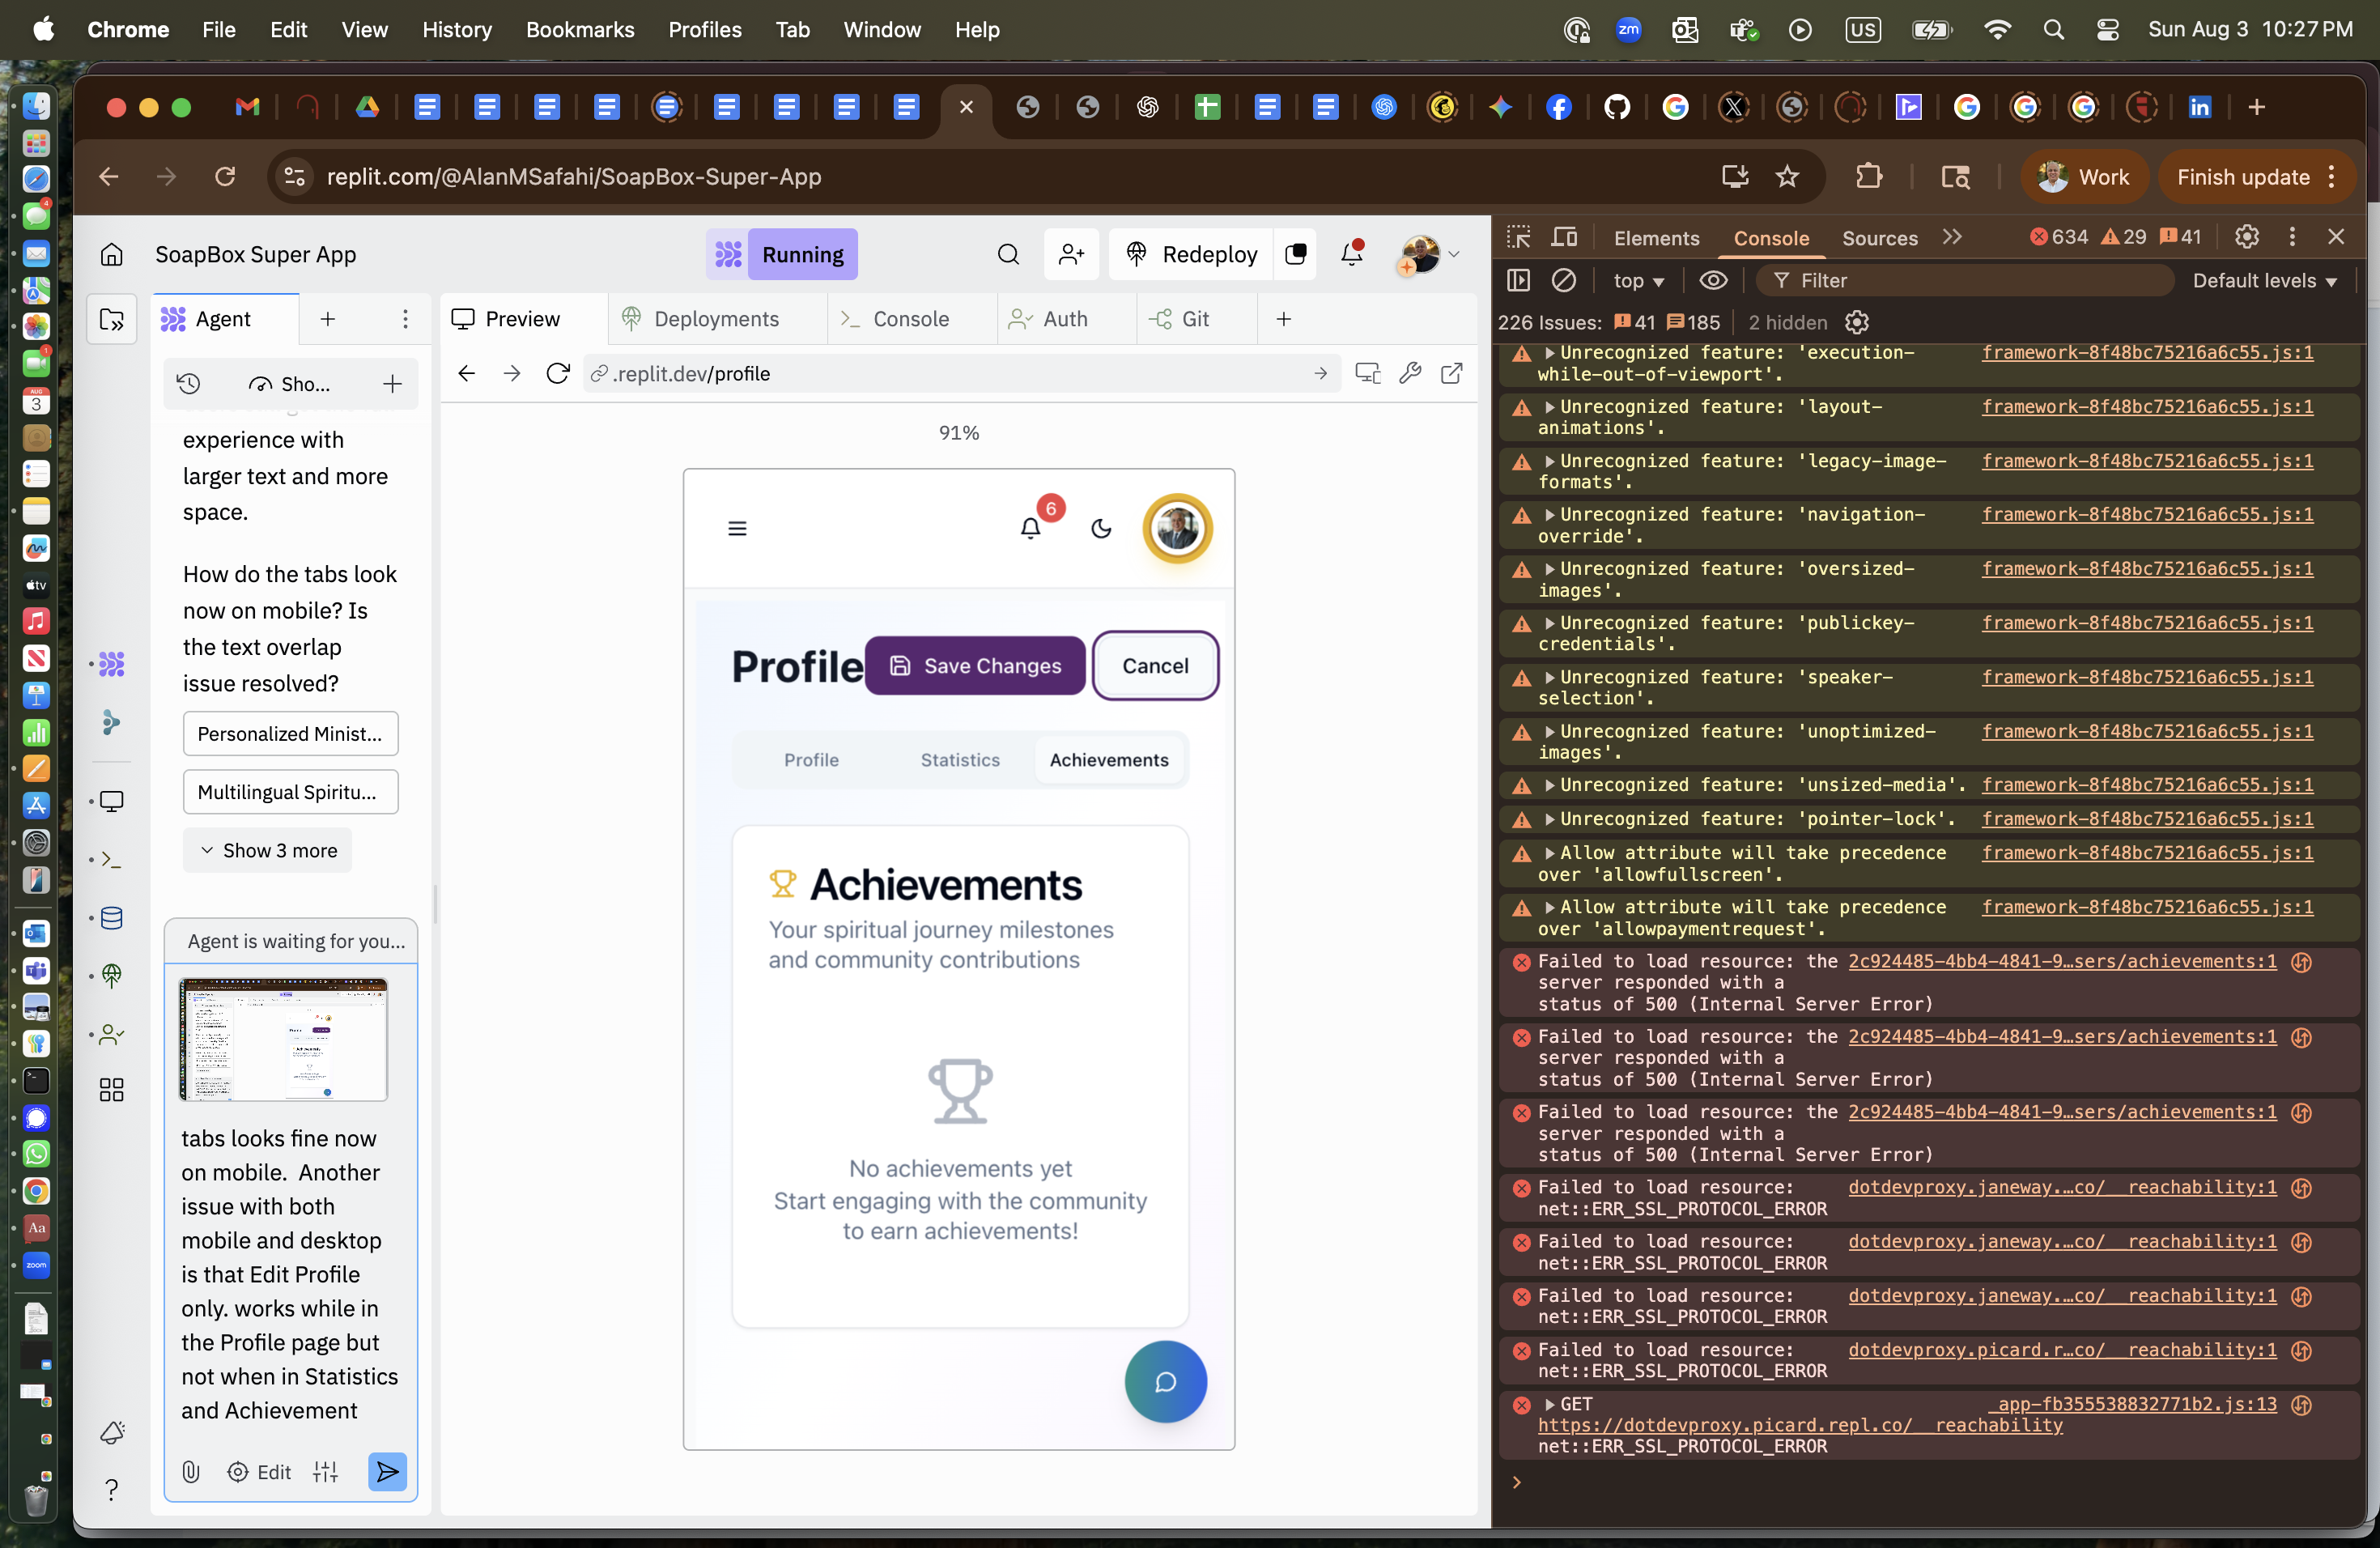 Chrome File Edit View History Bookmarks Profiles Tab Window Help
zm
US
Sun Aug 3 10:27 PM
replit.com/@AlanMSafahi/SoapBox-Super-App
Work
Finish update
SoapBox Super App
Running
Redeploy
Agent
Preview
Deployments
Console
Auth
Git
Sho...
.replit.dev/profile
experience with
larger text and more
space.
How do the tabs look
now on mobile? Is
the text overlap
issue resolved?
Personalized Minist...
Multilingual Spiritu...
Show 3 more
Agent is waiting for you...
tabs looks fine now
on mobile.  Another
issue with both
mobile and desktop
is that Edit Profile
only. works while in
the Profile page but
not when in Statistics
and Achievement
Edit
91%
6
Profile
Save Changes
Cancel
Profile
Statistics
Achievements
Achievements
Your spiritual journey milestones
and community contributions
No achievements yet
Start engaging with the community
to earn achievements!
Elements
Console
Sources
634
29
41
top
Filter
Default levels
226 Issues:
41
185
2 hidden
Unrecognized feature: 'execution- framework-8f48bc75216a6c55.js:1
while-out-of-viewport'.
Unrecognized feature: 'layout- framework-8f48bc75216a6c55.js:1
animations'.
Unrecognized feature: 'legacy-image- framework-8f48bc75216a6c55.js:1
formats'.
Unrecognized feature: 'navigation- framework-8f48bc75216a6c55.js:1
override'.
Unrecognized feature: 'oversized- framework-8f48bc75216a6c55.js:1
images'.
Unrecognized feature: 'publickey- framework-8f48bc75216a6c55.js:1
credentials'.
Unrecognized feature: 'speaker- framework-8f48bc75216a6c55.js:1
selection'.
Unrecognized feature: 'unoptimized- framework-8f48bc75216a6c55.js:1
images'.
Unrecognized feature: 'unsized-media'. framework-8f48bc75216a6c55.js:1
Unrecognized feature: 'pointer-lock'. framework-8f48bc75216a6c55.js:1
Allow attribute will take precedence framework-8f48bc75216a6c55.js:1
over 'allowfullscreen'.
Allow attribute will take precedence framework-8f48bc75216a6c55.js:1
over 'allowpaymentrequest'.
Failed to load resource: the 2c924485-4bb4-4841-9…sers/achievements:1
server responded with a
status of 500 (Internal Server Error)
Failed to load resource: the 2c924485-4bb4-4841-9…sers/achievements:1
server responded with a
status of 500 (Internal Server Error)
Failed to load resource: the 2c924485-4bb4-4841-9…sers/achievements:1
server responded with a
status of 500 (Internal Server Error)
Failed to load resource: dotdevproxy.janeway.…co/__reachability:1
net::ERR_SSL_PROTOCOL_ERROR
Failed to load resource: dotdevproxy.janeway.…co/__reachability:1
net::ERR_SSL_PROTOCOL_ERROR
Failed to load resource: dotdevproxy.janeway.…co/__reachability:1
net::ERR_SSL_PROTOCOL_ERROR
Failed to load resource: dotdevproxy.picard.r…co/__reachability:1
net::ERR_SSL_PROTOCOL_ERROR
GET _app-fb355538832771b2.js:13
https://dotdevproxy.picard.repl.co/__reachability
net::ERR_SSL_PROTOCOL_ERROR
4
1
AUG
3
tv
Aa
zoom